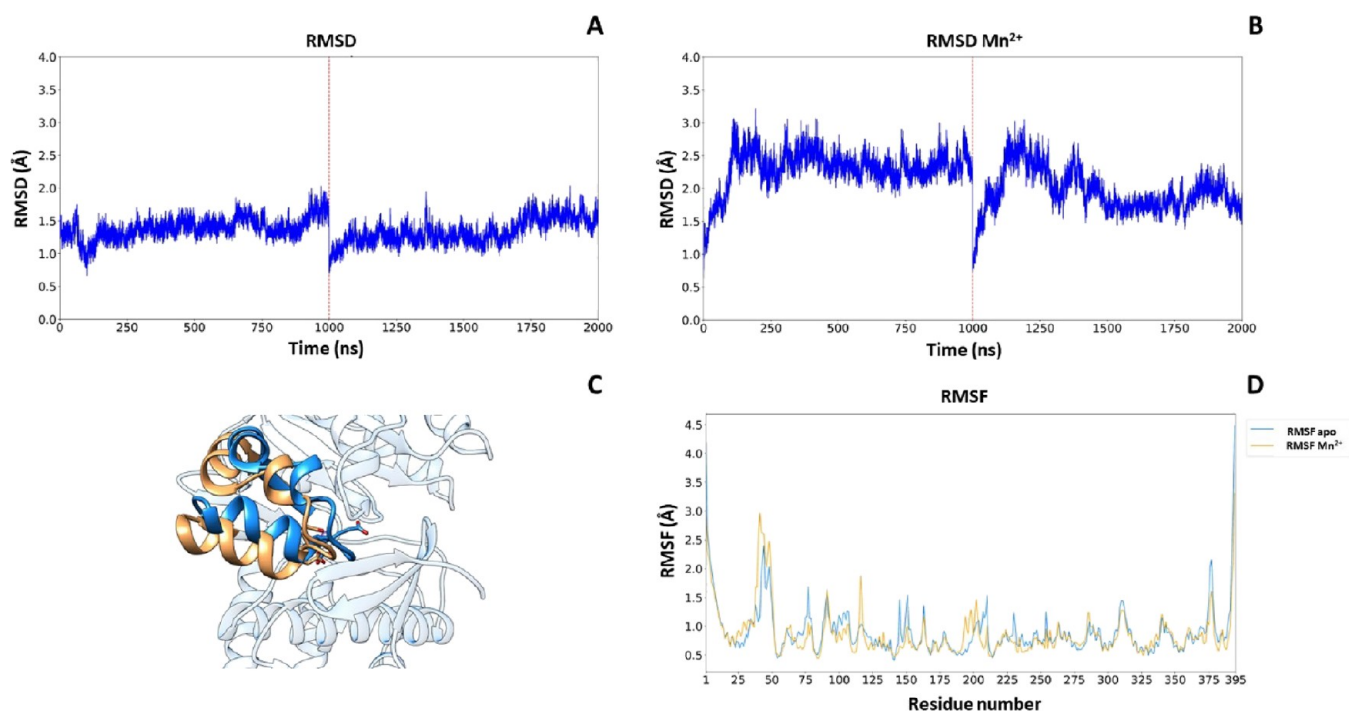 A
RMSD
4.0
3.5
3.0
2.5
2.0
1.5
1.0
0.5
0.0
RMSD (Å)
0 250 500 750 1000 1250 1500 1750 2000
Time (ns)
B
RMSD Mn²⁺
4.0
3.5
3.0
2.5
2.0
1.5
1.0
0.5
0.0
RMSD (Å)
0 250 500 750 1000 1250 1500 1750 2000
Time (ns)
C
D
RMSF
4.5
4.0
3.5
3.0
2.5
2.0
1.5
1.0
0.5
RMSF (Å)
1 25 50 75 100 125 150 175 200 225 250 275 300 325 350 375 395
Residue number
RMSF apo
RMSF Mn²⁺